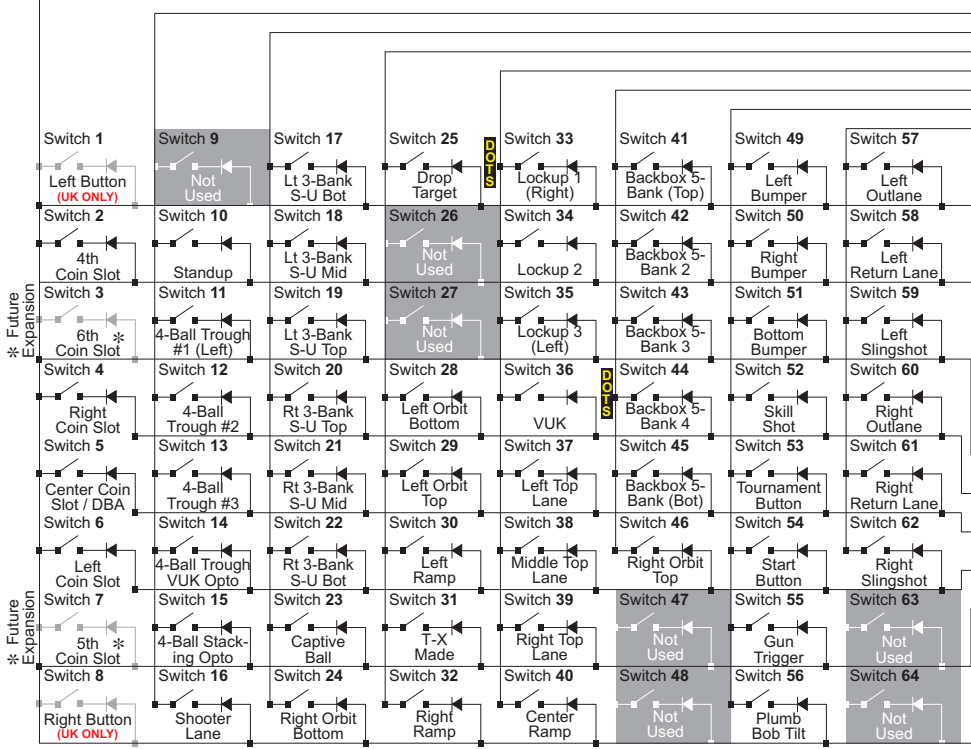 Switch 1
Left Button
(UK ONLY)
Switch 9
Not
Used
Switch 17
Lt 3-Bank
S-U Bot
Switch 25
Drop
Target
DOTS
Switch 33
Lockup 1
(Right)
Switch 41
Backbox 5-
Bank (Top)
Switch 49
Left
Bumper
Switch 57
Left
Outlane
Switch 2
4th
Coin Slot
Switch 10
Standup
Switch 18
Lt 3-Bank
S-U Mid
Switch 26
Not
Used
Switch 34
Lockup 2
Switch 42
Backbox 5-
Bank 2
Switch 50
Right
Bumper
Switch 58
Left
Return Lane
* Future
Expansion
Switch 3
6th *
Coin Slot
Switch 11
4-Ball Trough
#1 (Left)
Switch 19
Lt 3-Bank
S-U Top
Switch 27
Not
Used
Switch 35
Lockup 3
(Left)
Switch 43
Backbox 5-
Bank 3
Switch 51
Bottom
Bumper
Switch 59
Left
Slingshot
Switch 4
Right
Coin Slot
Switch 12
4-Ball
Trough #2
Switch 20
Rt 3-Bank
S-U Top
Switch 28
Left Orbit
Bottom
Switch 36
VUK
DOTS
Switch 44
Backbox 5-
Bank 4
Switch 52
Skill
Shot
Switch 60
Right
Outlane
Switch 5
Center Coin
Slot / DBA
Switch 13
4-Ball
Trough #3
Switch 21
Rt 3-Bank
S-U Mid
Switch 29
Left Orbit
Top
Switch 37
Left Top
Lane
Switch 45
Backbox 5-
Bank (Bot)
Switch 53
Tournament
Button
Switch 61
Right
Return Lane
Switch 6
Left
Coin Slot
Switch 14
4-Ball Trough
VUK Opto
Switch 22
Rt 3-Bank
S-U Bot
Switch 30
Left
Ramp
Switch 38
Middle Top
Lane
Switch 46
Right Orbit
Top
Switch 54
Start
Button
Switch 62
Right
Slingshot
* Future
Expansion
Switch 7
5th *
Coin Slot
Switch 15
4-Ball Stack-
ing Opto
Switch 23
Captive
Ball
Switch 31
T-X
Made
Switch 39
Right Top
Lane
Switch 47
Not
Used
Switch 55
Gun
Trigger
Switch 63
Not
Used
Switch 8
Right Button
(UK ONLY)
Switch 16
Shooter
Lane
Switch 24
Right Orbit
Bottom
Switch 32
Right
Ramp
Switch 40
Center
Ramp
Switch 48
Not
Used
Switch 56
Plumb
Bob Tilt
Switch 64
Not
Used